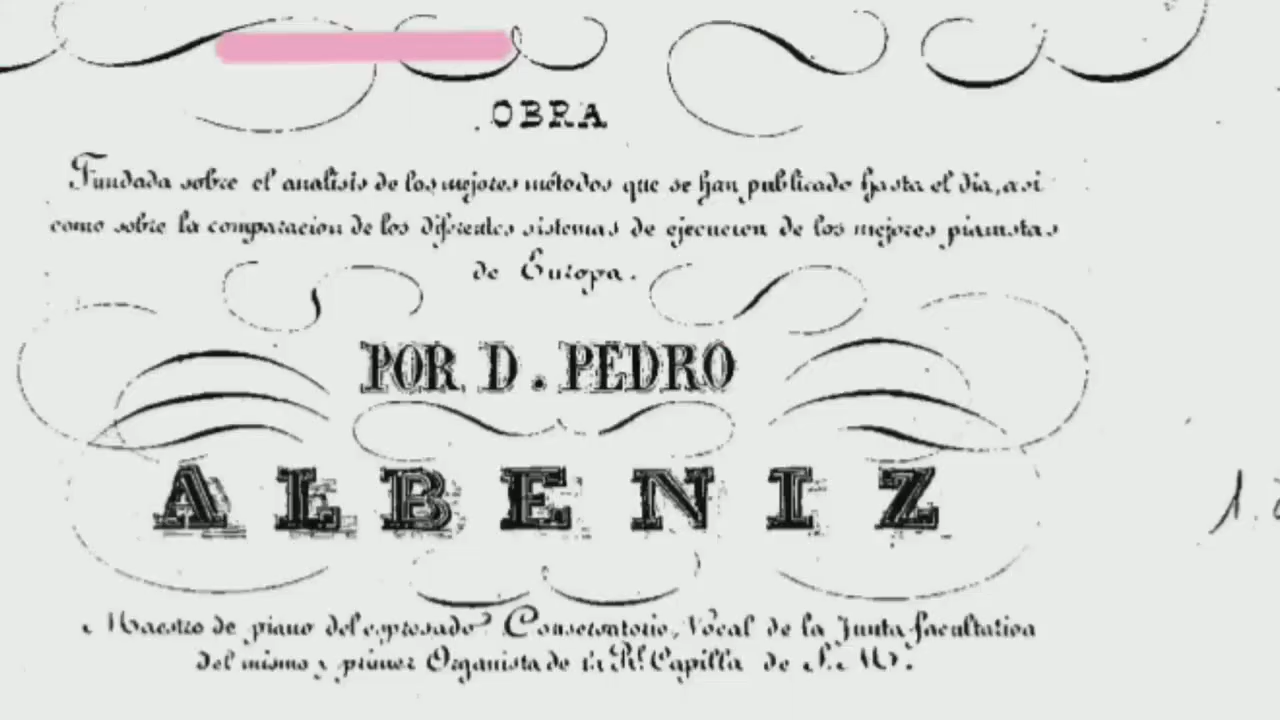 OBRA
Fundada sobre el analisis de los mejores métodos que se han publicado hasta el dia, asi
como sobre la comparacion de los diferentes sistemas de ejecucion de los mejores pianistas
de Europa.
POR D. PEDRO
ALBENIZ
Maestro de piano del espresado Conservatorio, Vocal de la Junta facultativa
del mismo y primer Organista de la Rl. Capilla de S. M.
1.